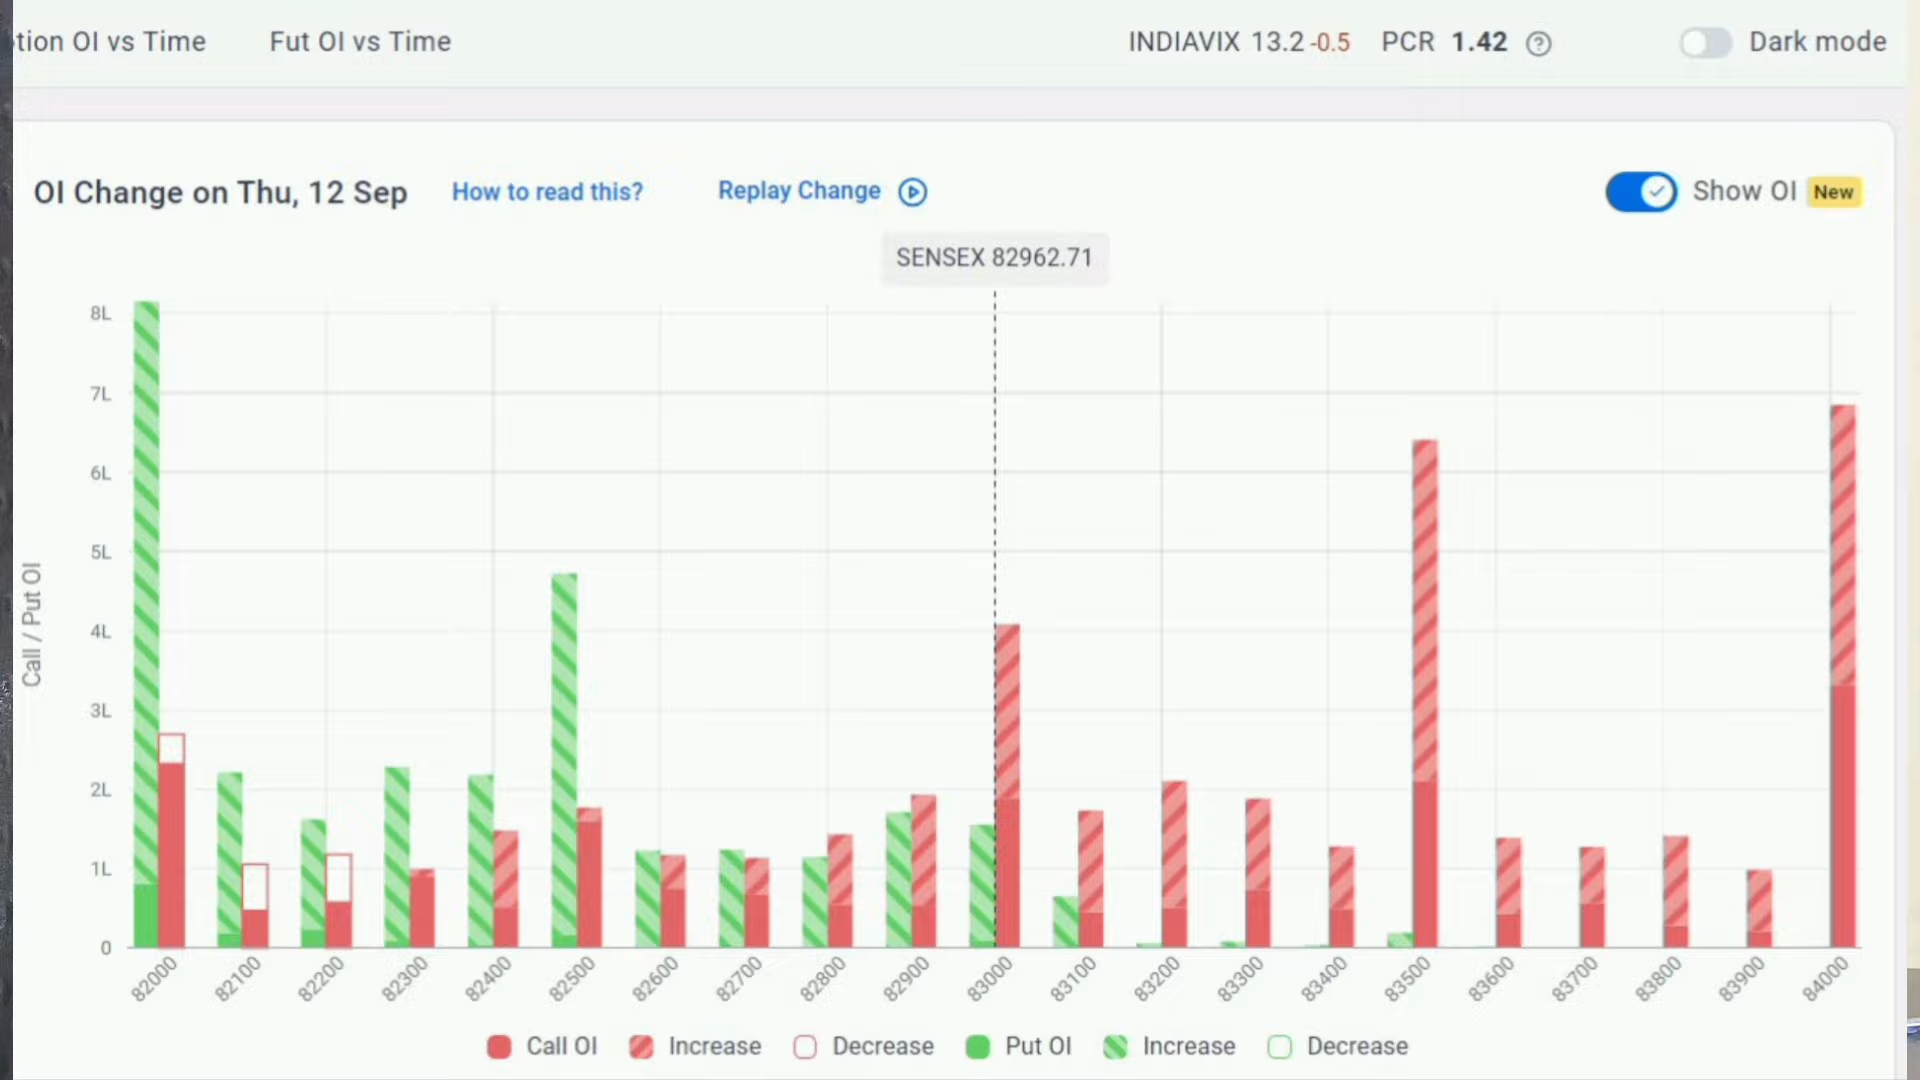 tion OI vs Time Fut OI vs Time INDIAVIX 13.2 -0.5 PCR 1.42 ? Dark mode
OI Change on Thu, 12 Sep How to read this? Replay Change Show OI New
SENSEX 82962.71
Call / Put OI
8L
7L
6L
5L
4L
3L
2L
1L
0
82000 82100 82200 82300 82400 82500 82600 82700 82800 82900 83000 83100 83200 83300 83400 83500 83600 83700 83800 83900 84000
Call OI Increase Decrease Put OI Increase Decrease